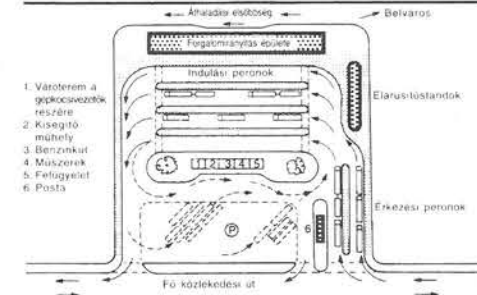 Áthaladási elsőbség
Belváros
Forgalomirányítás épülete
Indulási peronok
1. Váróterem a
gépkocsivezetők
részére
2. Kisegítő-
műhely
3. Benzinkút
4. Műszerek
5. Felügyelet
6. Posta
Elárusítóstandok
1 2 3 4 5
6
P
Érkezési peronok
Fő közlekedési út